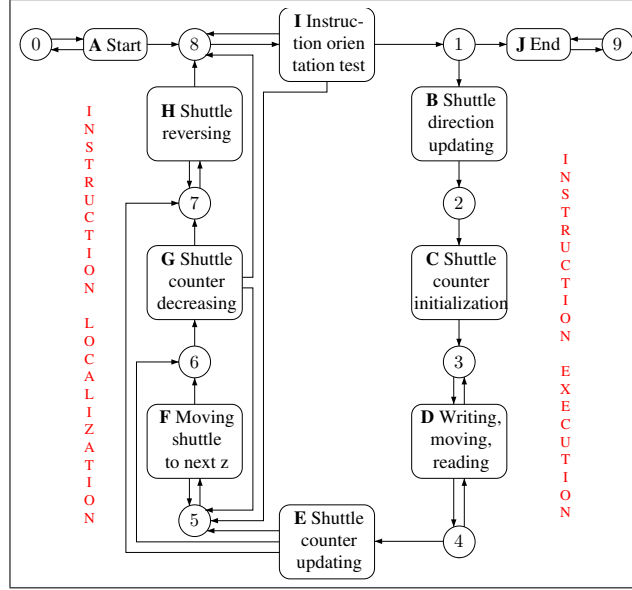 0
A Start
8
I Instruc-
tion orien
tation test
1
J End
9
H Shuttle
reversing
B Shuttle
direction
updating
7
2
G Shuttle
counter
decreasing
C Shuttle
counter
initialization
6
3
F Moving
shuttle
to next z
D Writing,
moving,
reading
5
E Shuttle
counter
updating
4
INSTRUCTION LOCALIZATION
INSTRUCTION EXECUTION